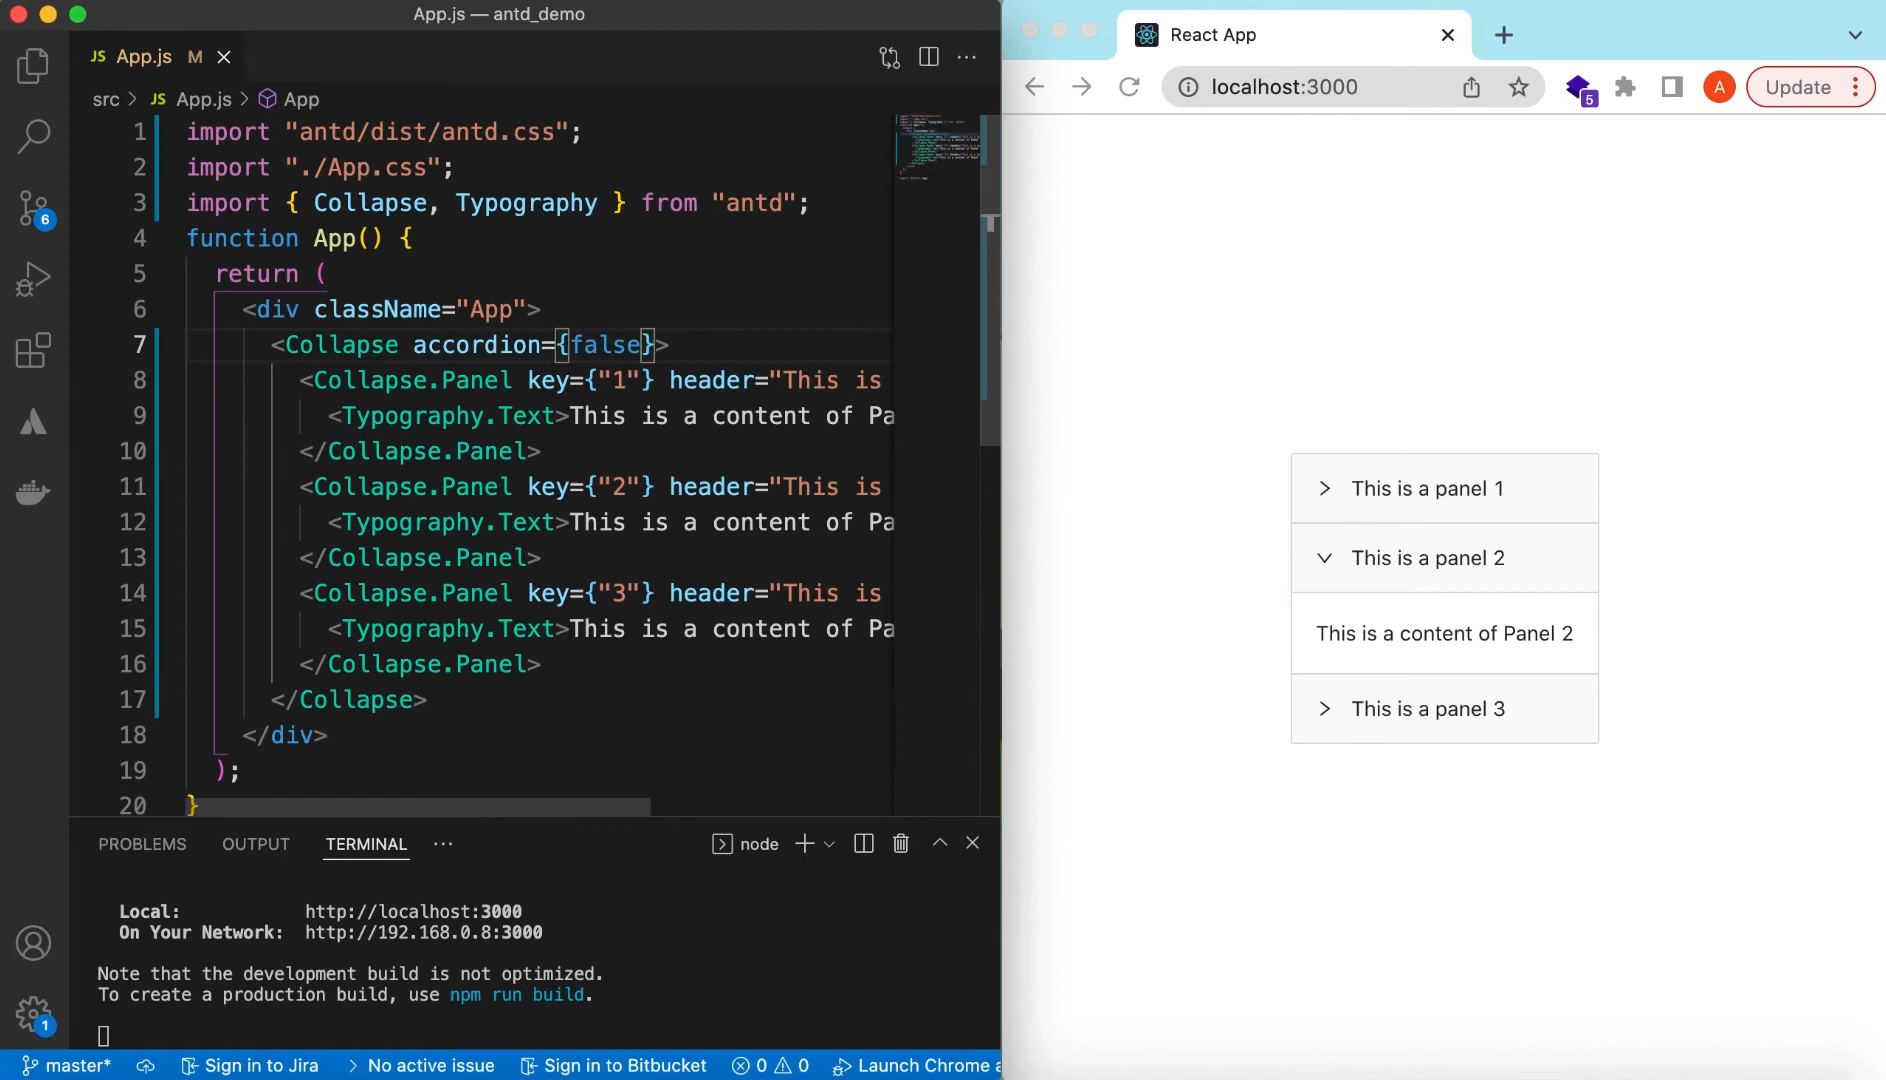 App.js — antd_demo
JS App.js M
src > JS App.js > App
1 import "antd/dist/antd.css";
2 import "./App.css";
3 import { Collapse, Typography } from "antd";
4 function App() {
5 return (
6 <div className="App">
7 <Collapse accordion={false}>
8 <Collapse.Panel key={"1"} header="This is
9 <Typography.Text>This is a content of Pa
10 </Collapse.Panel>
11 <Collapse.Panel key={"2"} header="This is
12 <Typography.Text>This is a content of Pa
13 </Collapse.Panel>
14 <Collapse.Panel key={"3"} header="This is
15 <Typography.Text>This is a content of Pa
16 </Collapse.Panel>
17 </Collapse>
18 </div>
19 );
20 }
6
1
PROBLEMS OUTPUT TERMINAL ··· node
Local: http://localhost:3000
On Your Network: http://192.168.0.8:3000
Note that the development build is not optimized.
To create a production build, use npm run build.
master* Sign in to Jira No active issue Sign in to Bitbucket 0 0 Launch Chrome a
React App
localhost:3000 5 A Update
This is a panel 1
This is a panel 2
This is a content of Panel 2
This is a panel 3